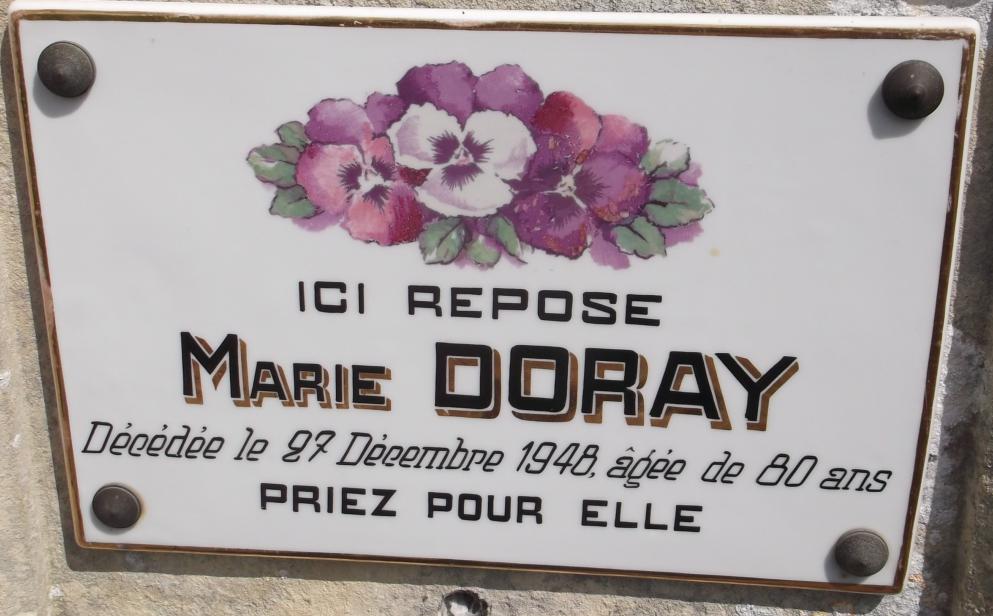 ICI REPOSE
MARIE DORAY
Décédée le 27 Décembre 1948, âgée de 80 ans
PRIEZ POUR ELLE